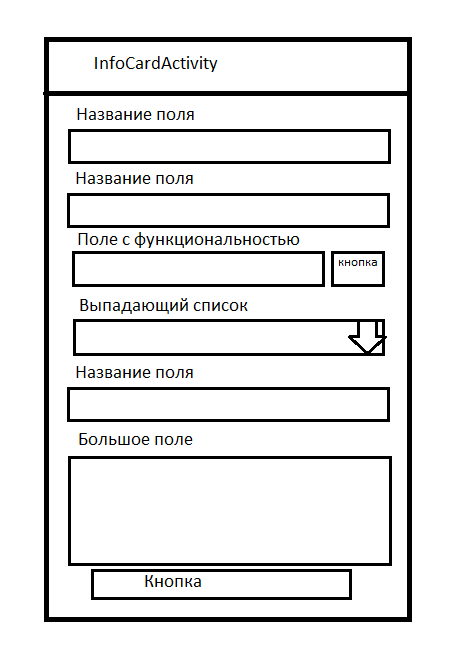 InfoCardActivity
Название поля
Название поля
Поле с функциональностью
кнопка
Выпадающий список
Название поля
Большое поле
Кнопка